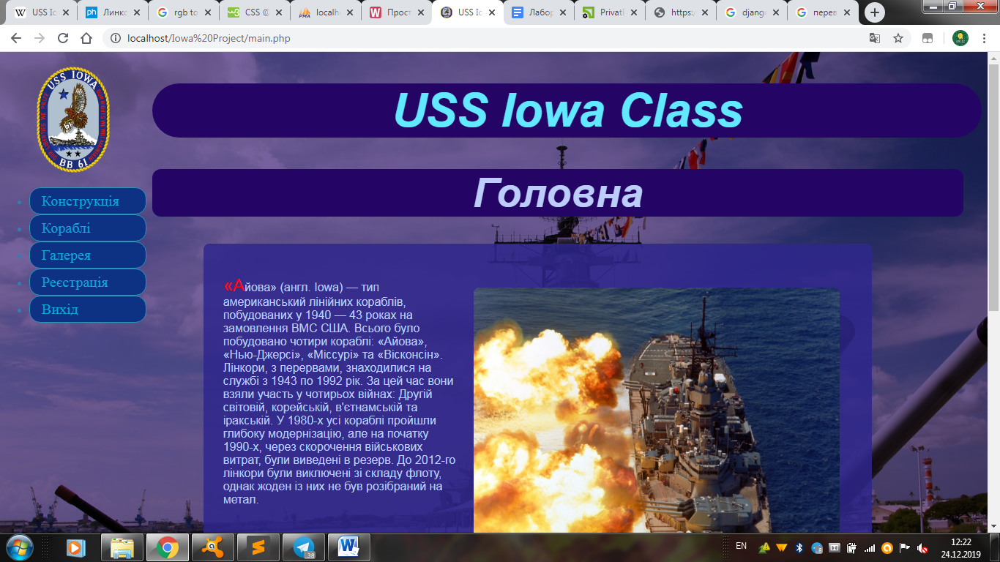 USS Ic
Линко
rgb to
CSS @
localh
Прост
USS Ic
Лабор
Privatl
https:/
djang
перев
localhost/Iowa%20Project/main.php
USS IOWA
BB 61
USS Iowa Class
Головна
Конструкція
Кораблі
Галерея
Реєстрація
Вихід
«Айова» (англ. Iowa) — тип
американський лінійних кораблів,
побудованих у 1940 — 43 роках на
замовлення ВМС США. Всього було
побудовано чотири кораблі: «Айова»,
«Нью-Джерсі», «Міссурі» та «Вісконсін».
Лінкори, з перервами, знаходилися на
службі з 1943 по 1992 рік. За цей час вони
взяли участь у чотирьох війнах: Другій
світовій, корейській, в'єтнамській та
іракській. У 1980-х усі кораблі пройшли
глибоку модернізацію, але на початку
1990-х, через скорочення військових
витрат, були виведені в резерв. До 2012-го
лінкори були виключені зі складу флоту,
однак жоден із них не був розібраний на
метал.
EN
12:22
24.12.2019